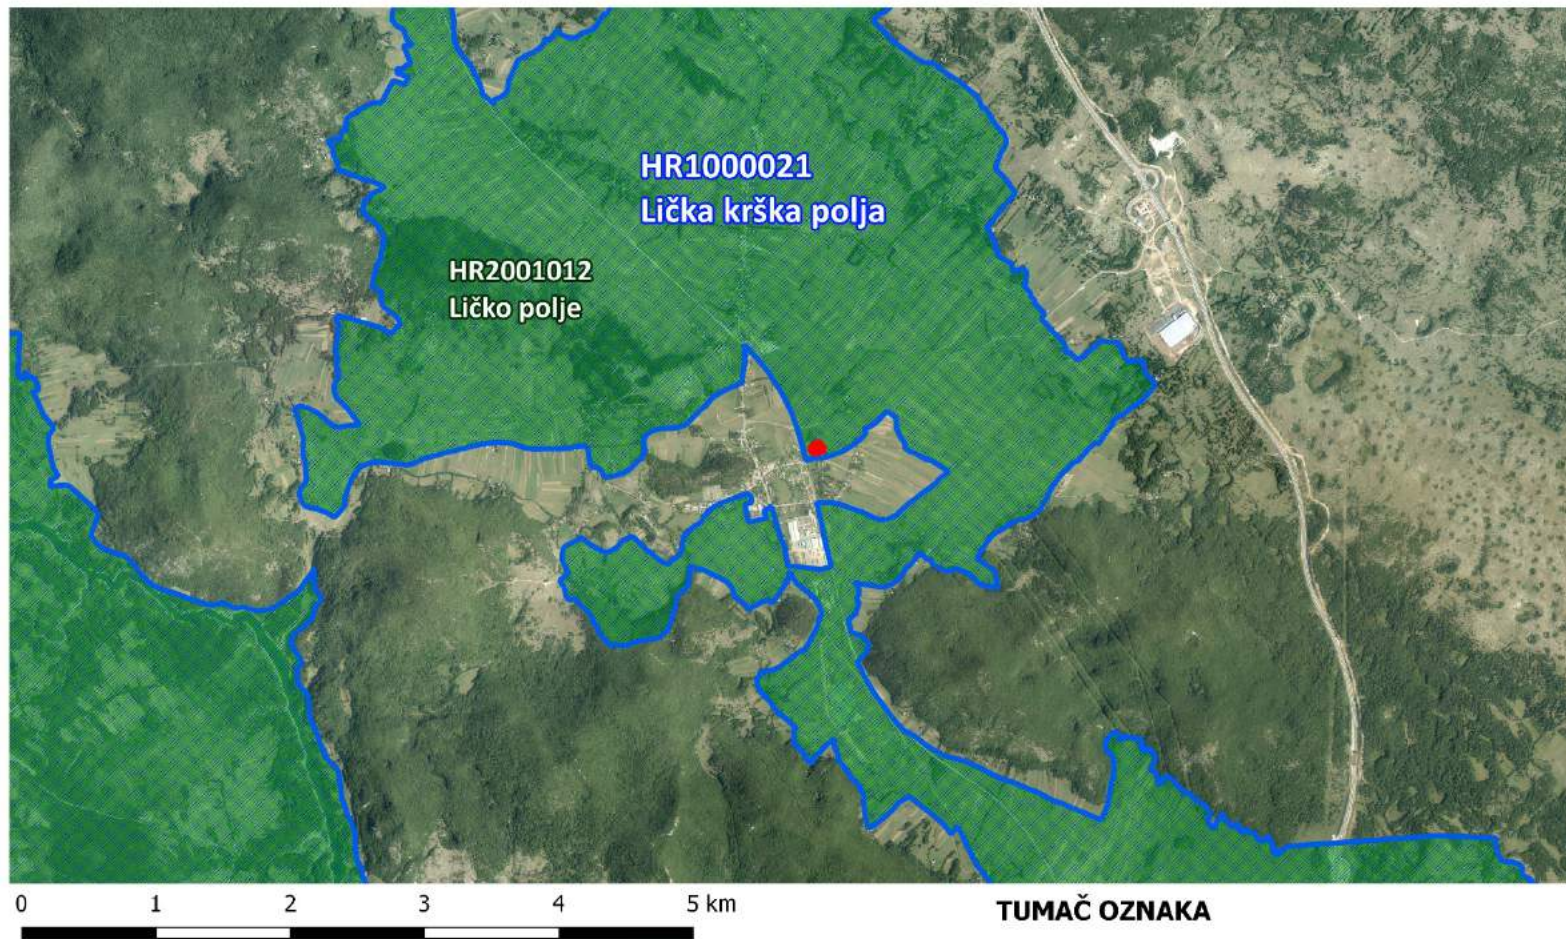 HR1000021
Lička krška polja
HR2001012
Ličko polje
0 1 2 3 4 5 km
TUMAČ OZNAKA